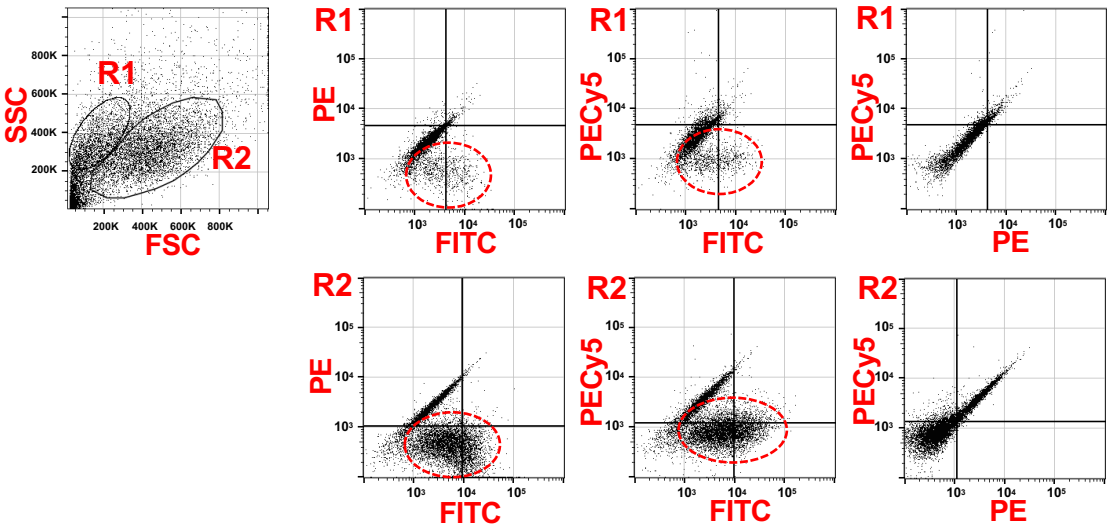 SSC
800K
600K
400K
200K
R1
R2
200K 400K 600K 800K
FSC
R1
PE
10⁵
10⁴
10³
10³ 10⁴ 10⁵
FITC
R1
PECy5
10⁵
10⁴
10³
10³ 10⁴ 10⁵
FITC
R1
PECy5
10⁵
10⁴
10³
10³ 10⁴ 10⁵
PE
R2
PE
10⁵
10⁴
10³
10³ 10⁴ 10⁵
FITC
R2
PECy5
10⁵
10⁴
10³
10³ 10⁴ 10⁵
FITC
R2
PECy5
10⁵
10⁴
10³
10³ 10⁴ 10⁵
PE